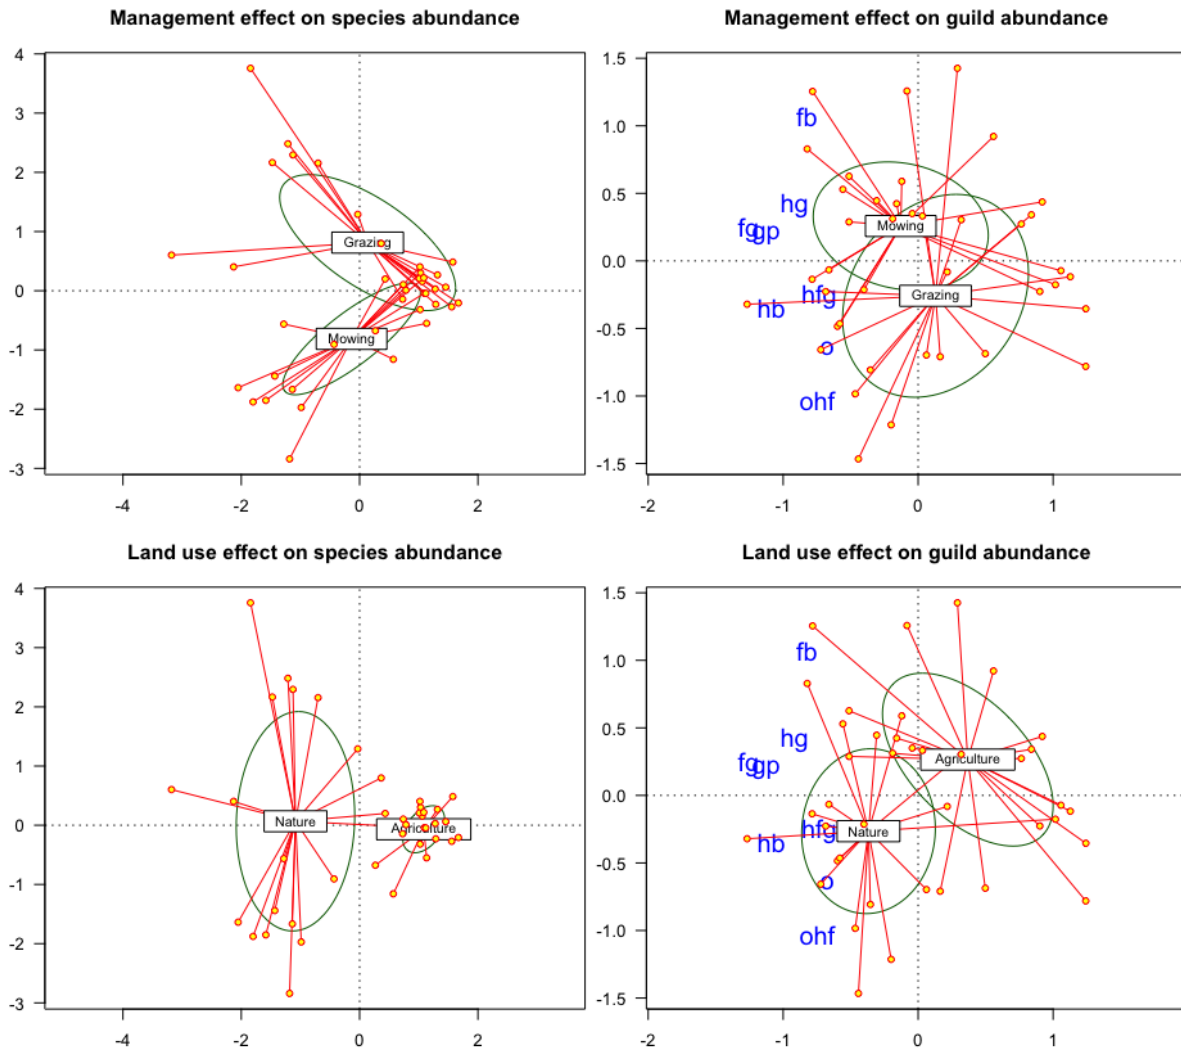 Management effect on species abundance
4
3
2
1
0
-1
-2
-3
Grazing
Mowing
-4
-2
0
2
Management effect on guild abundance
1.5
1.0
0.5
0.0
-0.5
-1.0
-1.5
fb
hg
fg
gp
Mowing
hfg
hb
Grazing
o
ohf
-2
-1
0
1
Land use effect on species abundance
4
3
2
1
0
-1
-2
-3
Nature
Agriculture
-4
-2
0
2
Land use effect on guild abundance
1.5
1.0
0.5
0.0
-0.5
-1.0
-1.5
fb
hg
fg
gp
Agriculture
hfg
Nature
hb
o
ohf
-2
-1
0
1